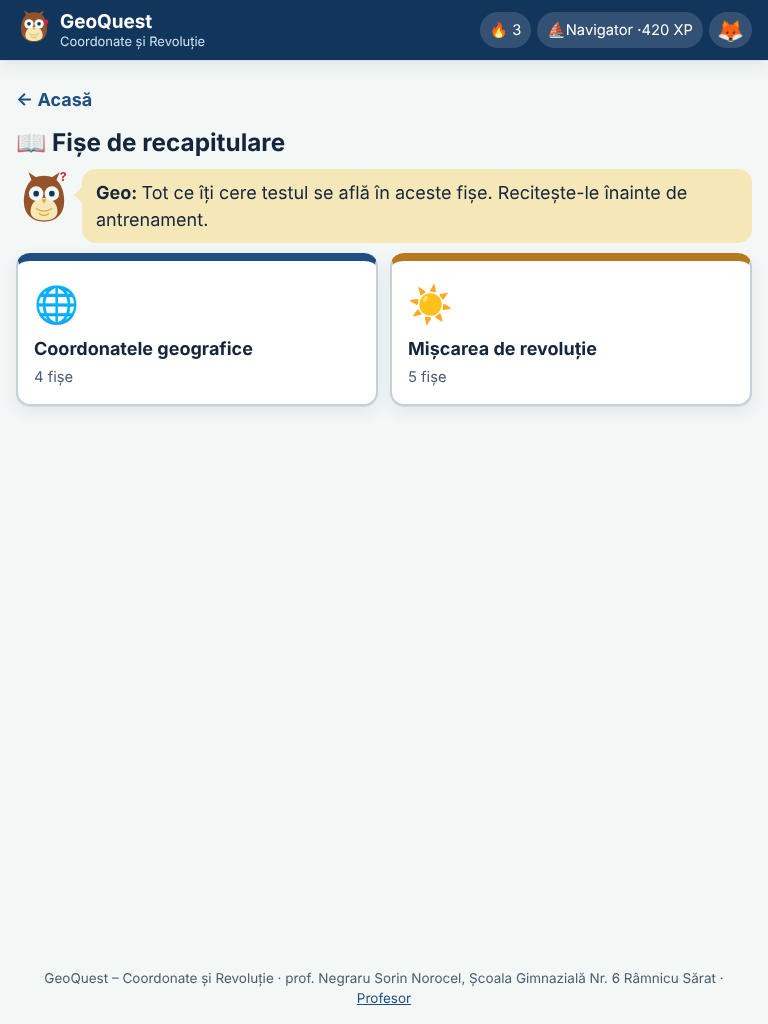 GeoQuest
Coordonate și Revoluție
🔥 3
⛵Navigator ·420 XP
← Acasă
📖 Fișe de recapitulare
?
Geo: Tot ce îți cere testul se află în aceste fișe. Recitește-le înainte de
antrenament.
Coordonatele geografice
4 fișe
Mișcarea de revoluție
5 fișe
GeoQuest – Coordonate și Revoluție · prof. Negraru Sorin Norocel, Școala Gimnazială Nr. 6 Râmnicu Sărat ·
Profesor